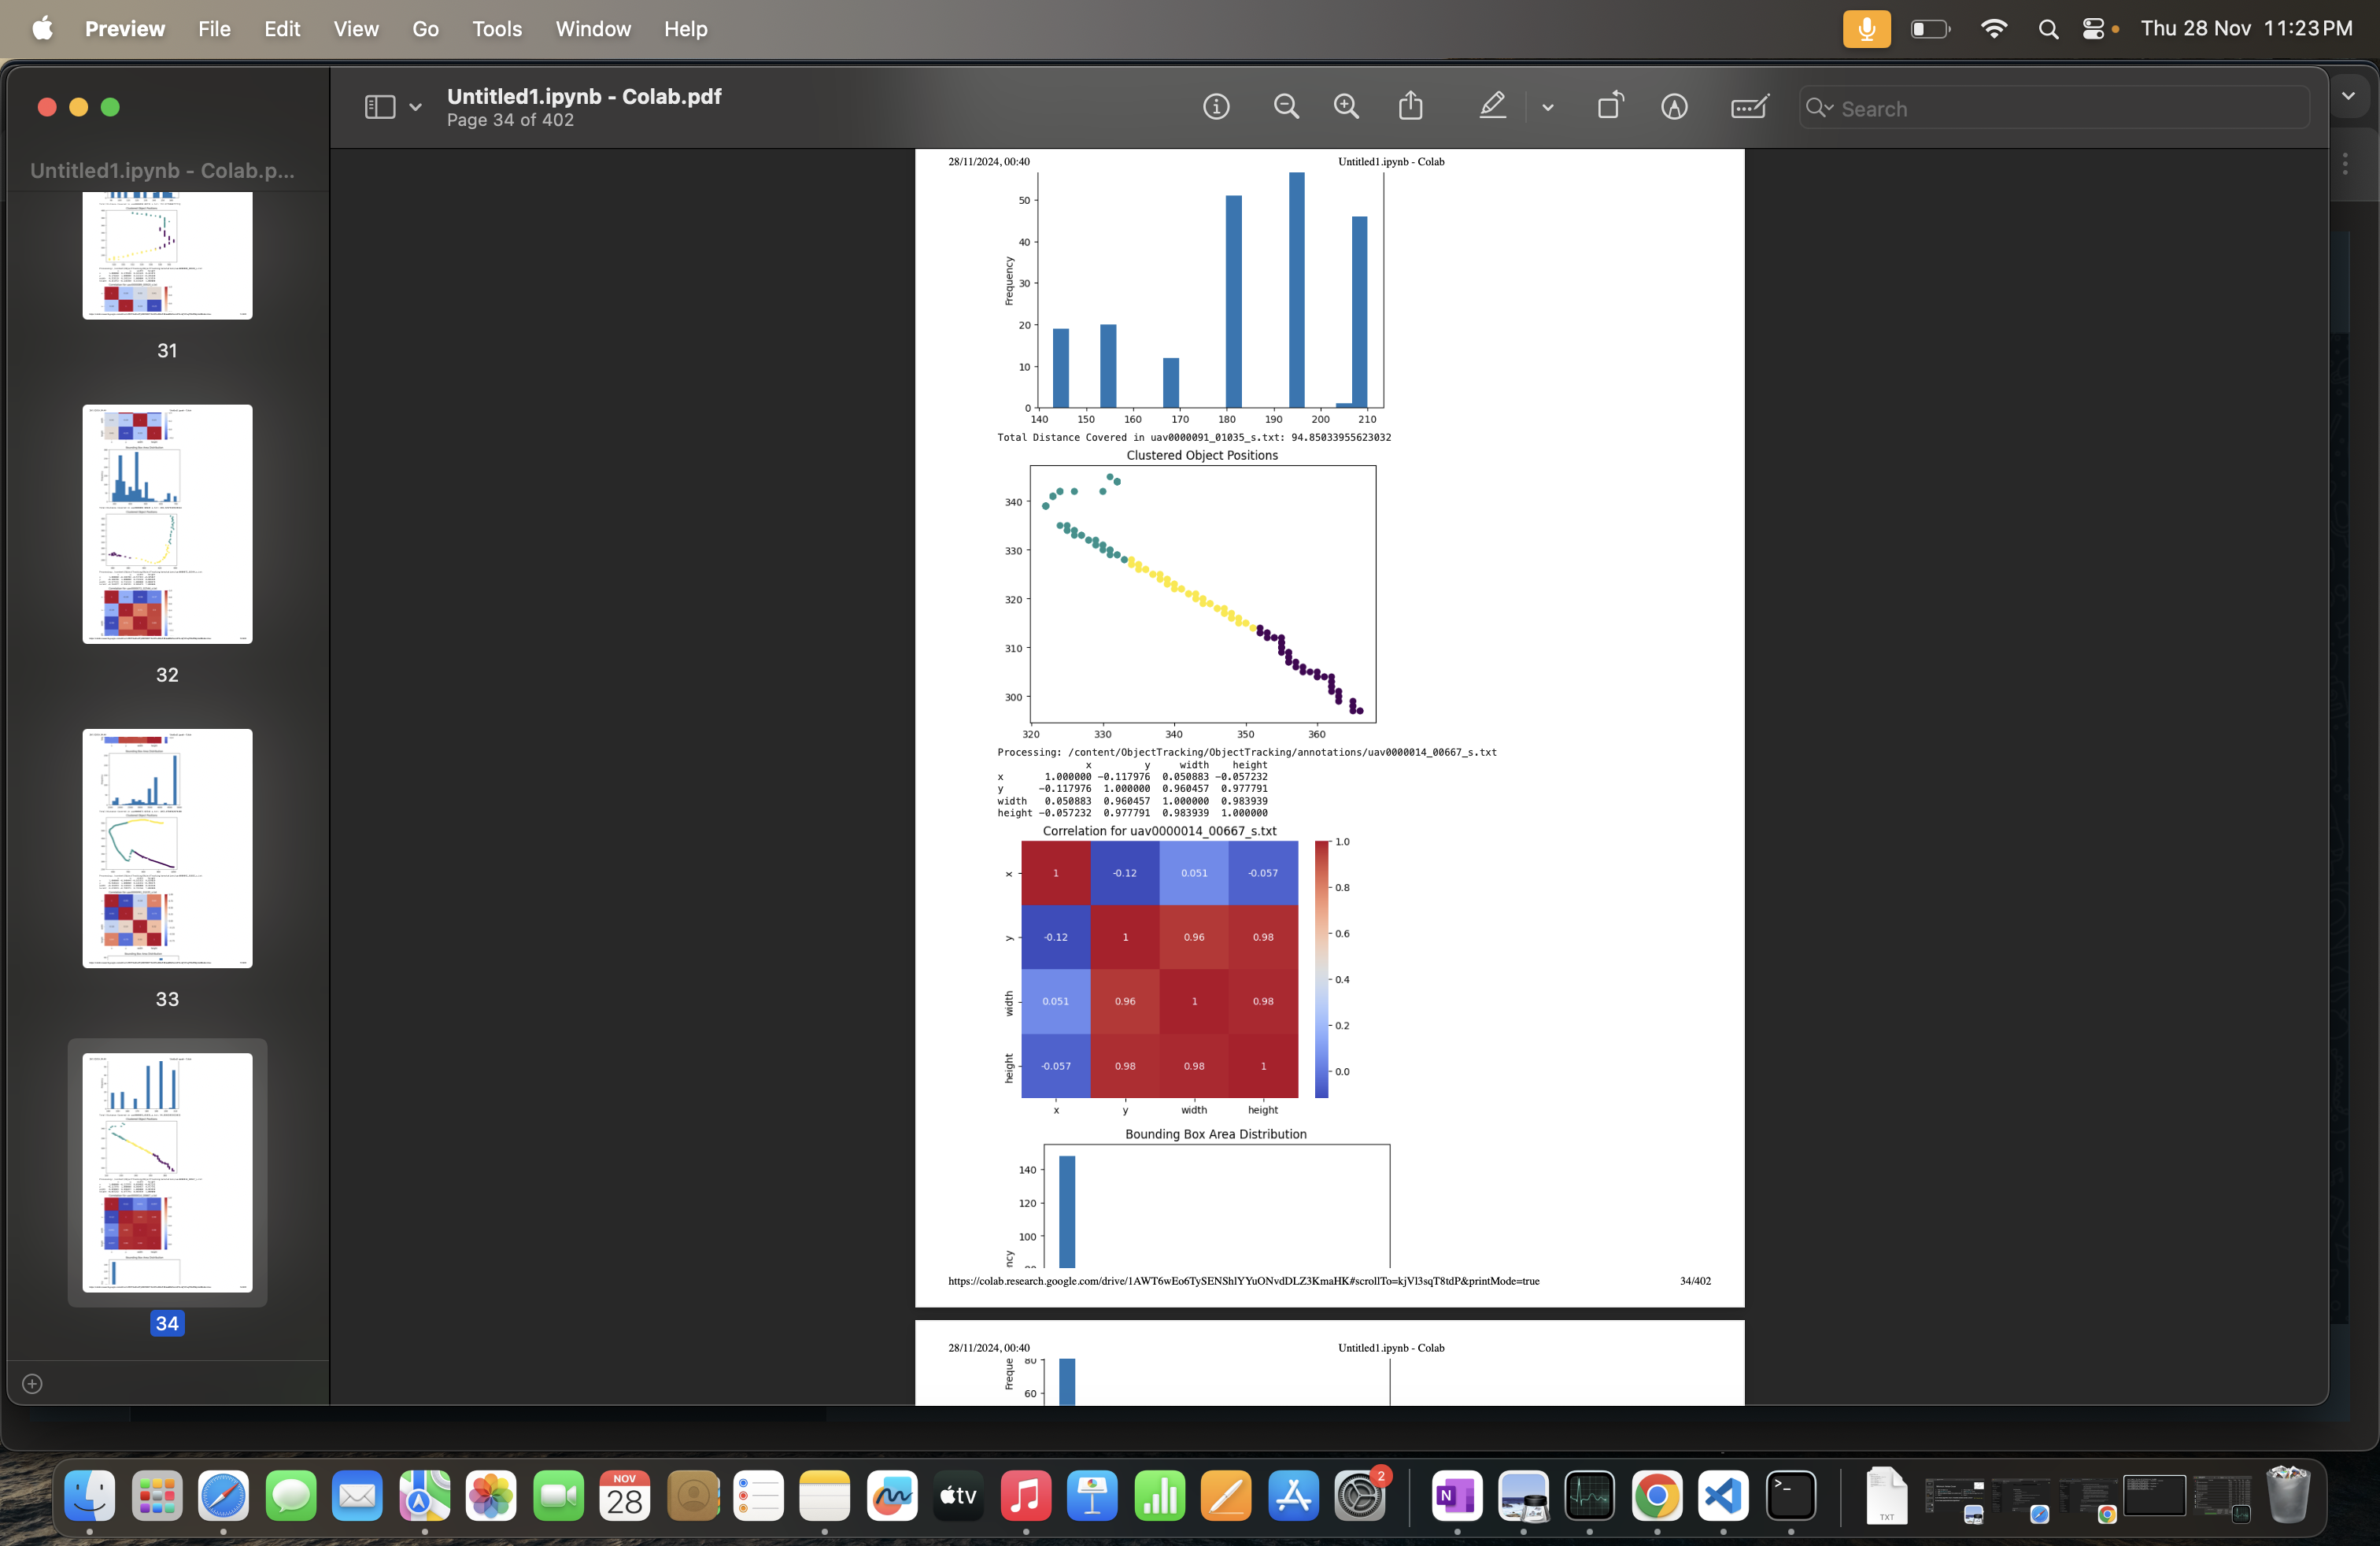 Preview File Edit View Go Tools Window Help
Thu 28 Nov 11:23 PM
Untitled1.ipynb - Colab.pdf
Page 34 of 402
Search
Untitled1.ipynb - Colab.p...
31
32
33
34
28/11/2024, 00:40 Untitled1.ipynb - Colab
50
40
30
20
10
0
Frequency
140 150 160 170 180 190 200 210
Total Distance Covered in uav0000091_01035_s.txt: 94.85033955623032
Clustered Object Positions
340
330
320
310
300
320 330 340 350 360
Processing: /content/ObjectTracking/ObjectTracking/annotations/uav0000014_00667_s.txt
x y width height
x 1.000000 -0.117976 0.050883 -0.057232
y -0.117976 1.000000 0.960457 0.977791
width 0.050883 0.960457 1.000000 0.983939
height -0.057232 0.977791 0.983939 1.000000
Correlation for uav0000014_00667_s.txt
x 1 -0.12 0.051 -0.057
y -0.12 1 0.96 0.98
width 0.051 0.96 1 0.98
height -0.057 0.98 0.98 1
x y width height
1.0
0.8
0.6
0.4
0.2
0.0
Bounding Box Area Distribution
140
120
100
https://colab.research.google.com/drive/1AWT6wEo6TySENShlYYuONvdDLZ3KmaHK#scrollTo=kjVl3sqT8tdP&printMode=true 34/402
28/11/2024, 00:40 Untitled1.ipynb - Colab
80
60
Freque
NOV
28
tv
2
N
>_
TXT